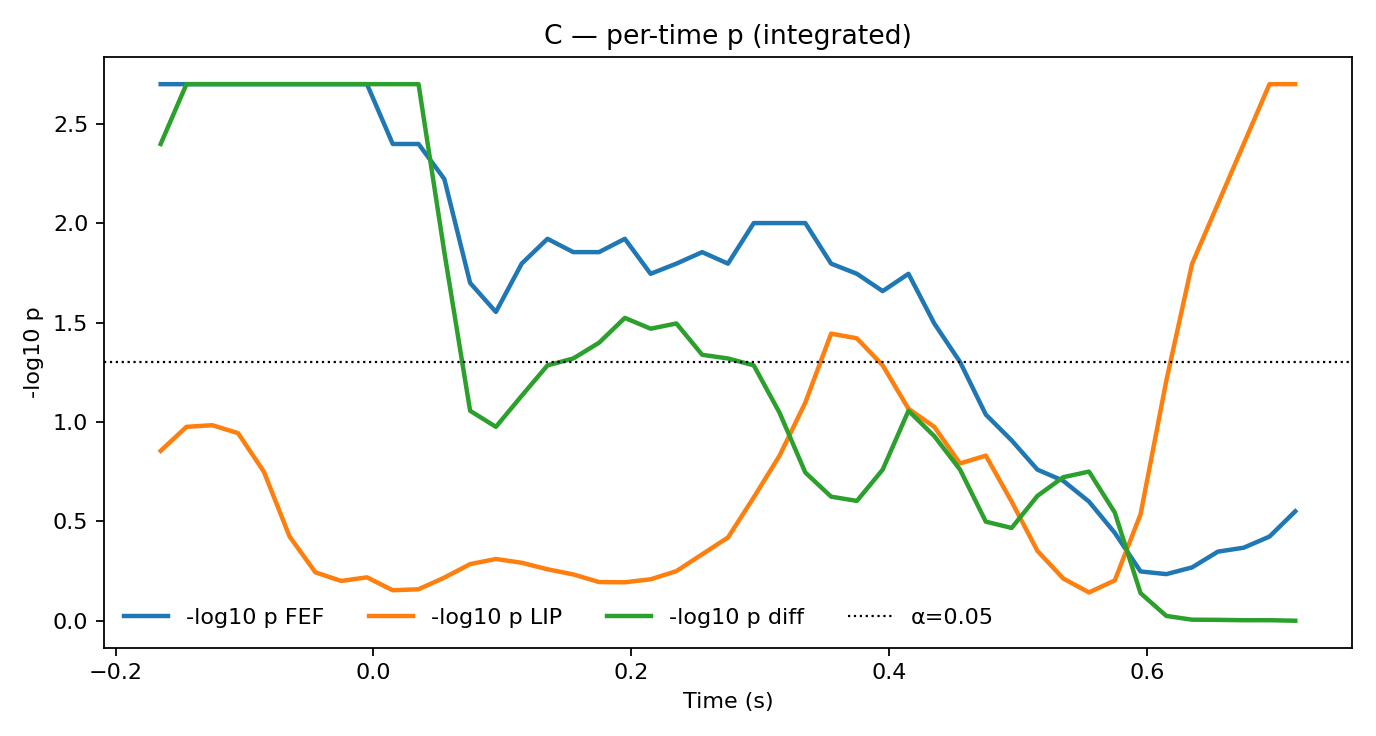 C — per-time p (integrated)
-log10 p
2.5
2.0
1.5
1.0
0.5
0.0
-log10 p FEF -log10 p LIP -log10 p diff α=0.05
−0.2 0.0 0.2 0.4 0.6
Time (s)